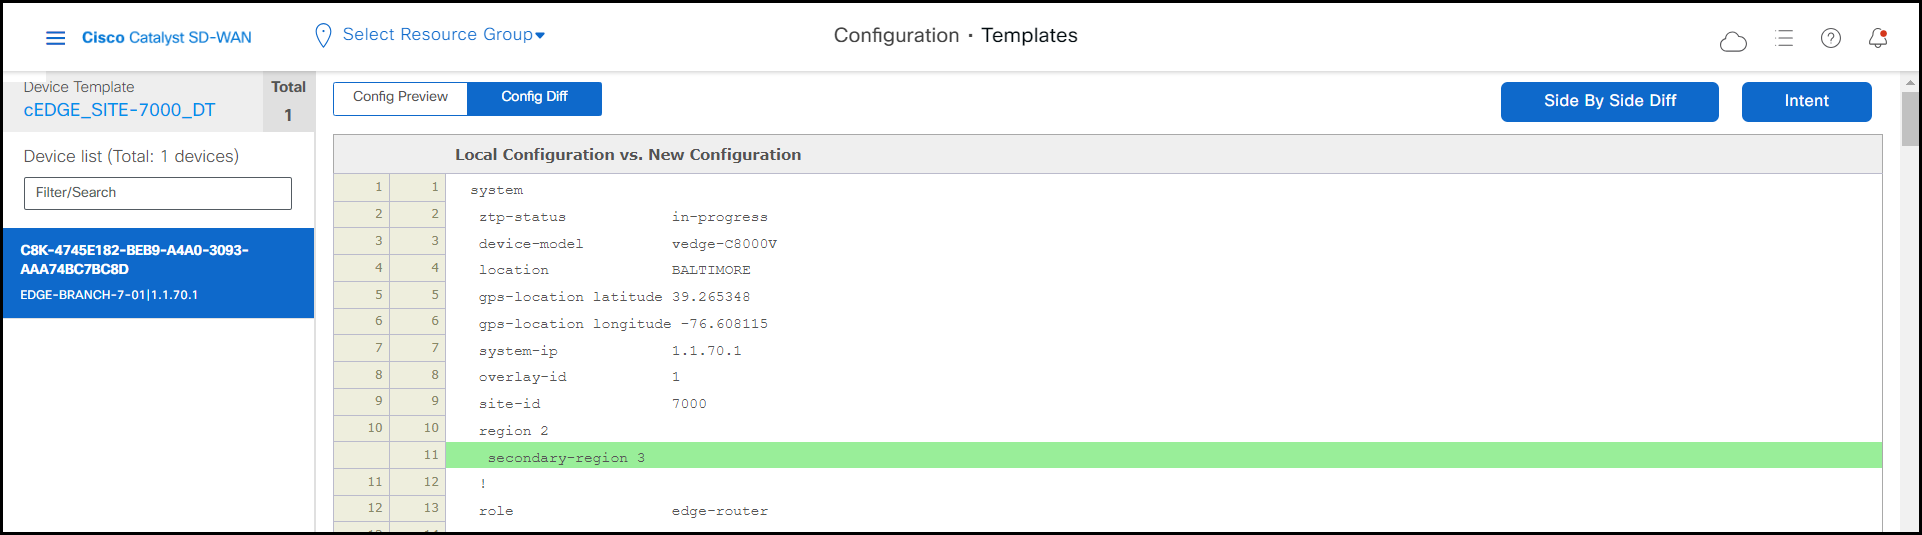 Cisco Catalyst SD-WAN
Select Resource Group
Configuration · Templates
Device Template
cEDGE_SITE-7000_DT
Total
1
Device list (Total: 1 devices)
Filter/Search
C8K-4745E182-BEB9-A4A0-3093-
AAA74BC7BC8D
EDGE-BRANCH-7-01|1.1.70.1
Config Preview
Config Diff
Side By Side Diff
Intent
Local Configuration vs. New Configuration
1 1 system
2 2 ztp-status in-progress
3 3 device-model vedge-C8000V
4 4 location BALTIMORE
5 5 gps-location latitude 39.265348
6 6 gps-location longitude -76.608115
7 7 system-ip 1.1.70.1
8 8 overlay-id 1
9 9 site-id 7000
10 10 region 2
11 secondary-region 3
11 12 !
12 13 role edge-router